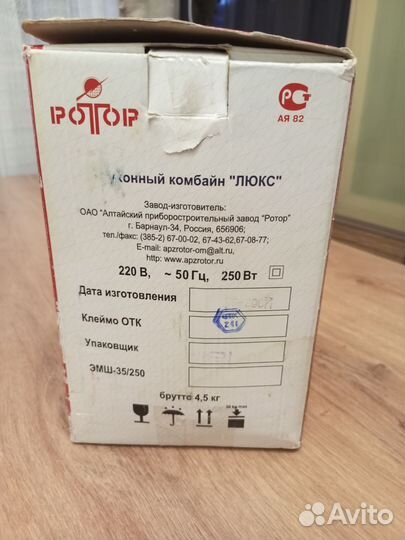 РОТОР
РСТ
АЯ 82
хонный комбайн "ЛЮКС"
Завод-изготовитель:
ОАО "Алтайский приборостроительный завод "Ротор"
г. Барнаул-34, Россия, 656906;
тел./факс: (385-2) 67-00-02, 67-43-62,67-08-77;
E-mail: apzrotor-om@alt.ru,
http: www.apzrotor.ru
220 В, ~ 50 Гц, 250 Вт
Дата изготовления
Клеймо ОТК
Упаковщик
ЭМШ-35/250
брутто 4,5 кг
Avito